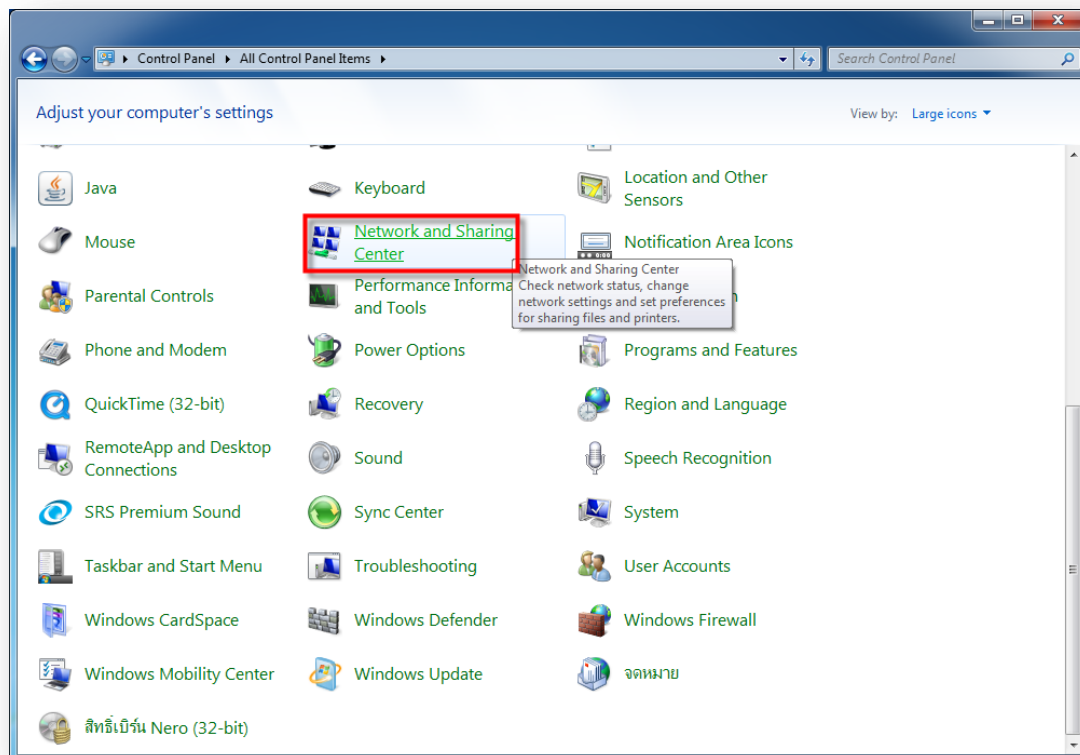 Control Panel ▸ All Control Panel Items ▸
Search Control Panel
Adjust your computer's settings
View by: Large icons
Java
Keyboard
Location and Other
Sensors
Mouse
Network and Sharing
Center
Notification Area Icons
Network and Sharing Center
Check network status, change
network settings and set preferences
for sharing files and printers.
Parental Controls
Performance Informa
and Tools
Phone and Modem
Power Options
Programs and Features
QuickTime (32-bit)
Recovery
Region and Language
RemoteApp and Desktop
Connections
Sound
Speech Recognition
SRS Premium Sound
Sync Center
System
Taskbar and Start Menu
Troubleshooting
User Accounts
Windows CardSpace
Windows Defender
Windows Firewall
Windows Mobility Center
Windows Update
จดหมาย
สิทธิ์เบิร์น Nero (32-bit)